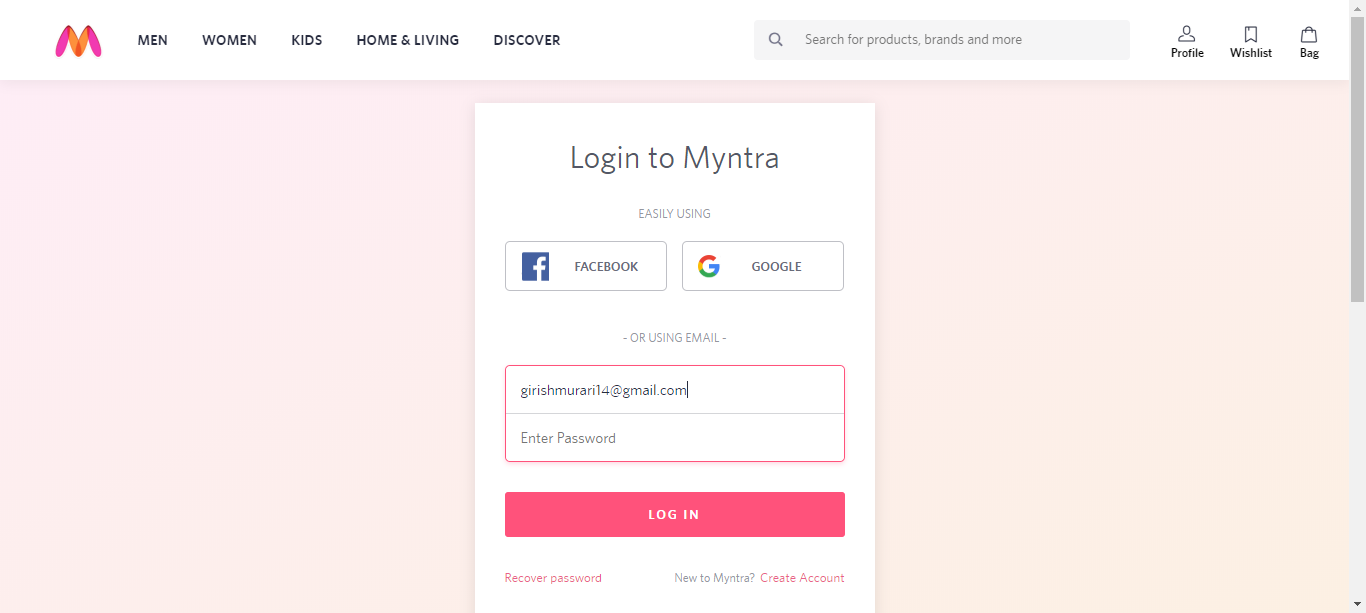 MEN WOMEN KIDS HOME & LIVING DISCOVER Search for products, brands and more Profile Wishlist Bag
Login to Myntra
EASILY USING
FACEBOOK GOOGLE
- OR USING EMAIL -
girishmurari14@gmail.com
Enter Password
LOG IN
Recover password New to Myntra? Create Account